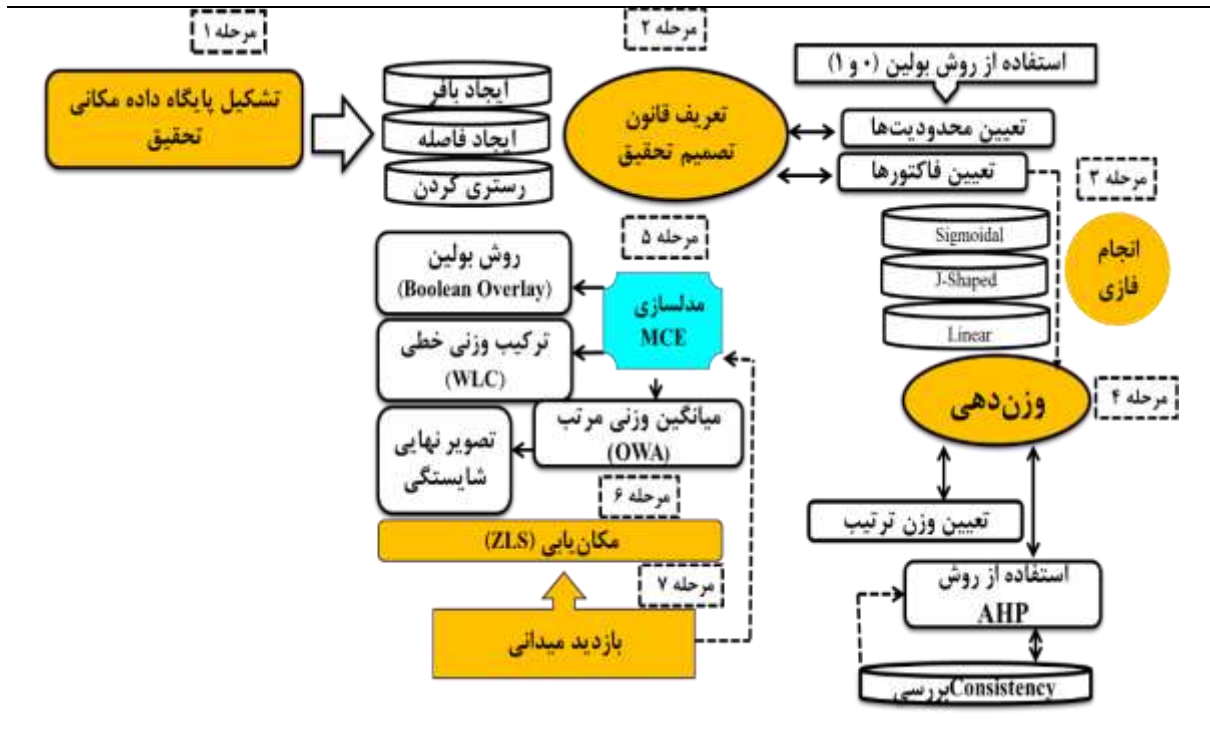 مرحله ۱
تشکیل پایگاه داده مکانی
تحقیق
ایجاد بافر
ایجاد فاصله
رستری کردن
مرحله ۲
تعریف قانون
تصمیم تحقیق
استفاده از روش بولین (۰ و ۱)
تعیین محدودیت‌ها
تعیین فاکتورها
مرحله ۳
انجام
فازی
Sigmoidal
J-Shaped
Linear
مرحله ۴
وزن‌دهی
تعیین وزن ترتیب
استفاده از روش
AHP
بررسیConsistency
مرحله ۵
مدلسازی
MCE
روش بولین
(Boolean Overlay)
ترکیب وزنی خطی
(WLC)
میانگین وزنی مرتب
(OWA)
تصویر نهایی
شایستگی
مرحله ۶
مکان‌یابی (ZLS)
مرحله ۷
بازدید میدانی